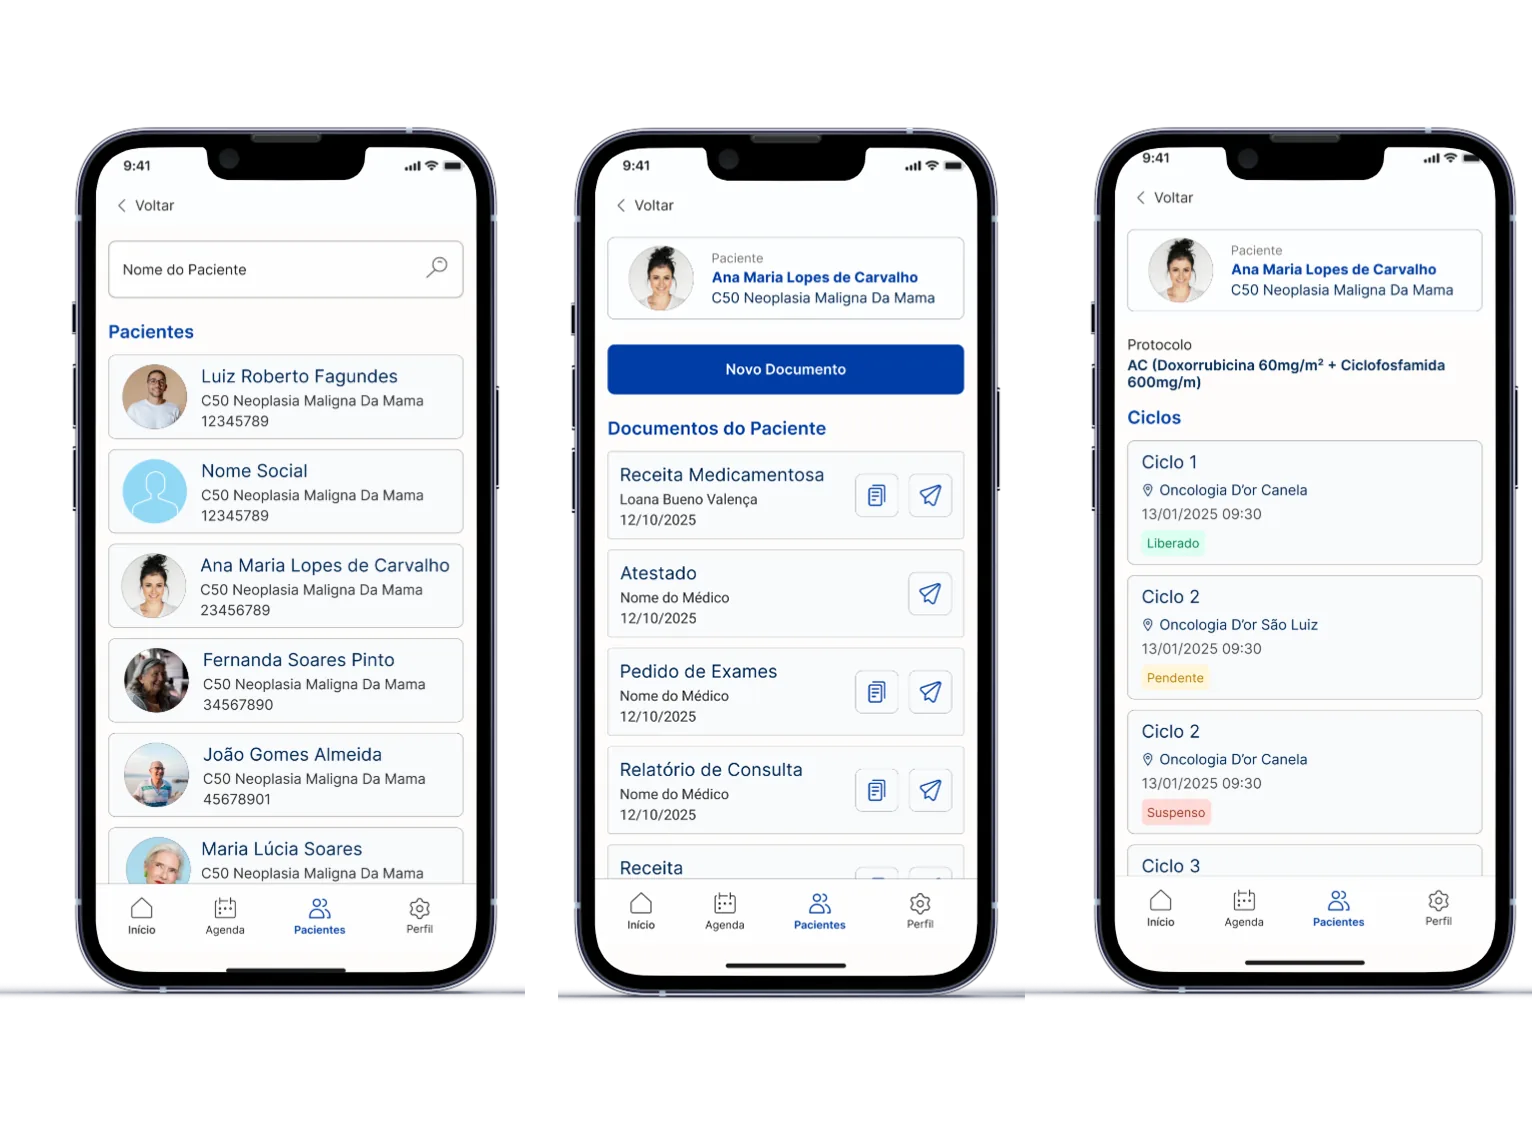 9:41
Voltar
Nome do Paciente
Pacientes
Luiz Roberto Fagundes
C50 Neoplasia Maligna Da Mama
12345789
Nome Social
C50 Neoplasia Maligna Da Mama
12345789
Ana Maria Lopes de Carvalho
C50 Neoplasia Maligna Da Mama
23456789
Fernanda Soares Pinto
C50 Neoplasia Maligna Da Mama
34567890
João Gomes Almeida
C50 Neoplasia Maligna Da Mama
45678901
Maria Lúcia Soares
C50 Neoplasia Maligna Da Mama
Início Agenda Pacientes Perfil
9:41
Voltar
Paciente
Ana Maria Lopes de Carvalho
C50 Neoplasia Maligna Da Mama
Novo Documento
Documentos do Paciente
Receita Medicamentosa
Loana Bueno Valença
12/10/2025
Atestado
Nome do Médico
12/10/2025
Pedido de Exames
Nome do Médico
12/10/2025
Relatório de Consulta
Nome do Médico
12/10/2025
Receita
Início Agenda Pacientes Perfil
9:41
Voltar
Paciente
Ana Maria Lopes de Carvalho
C50 Neoplasia Maligna Da Mama
Protocolo
AC (Doxorrubicina 60mg/m² + Ciclofosfamida
600mg/m)
Ciclos
Ciclo 1
Oncologia D'or Canela
13/01/2025 09:30
Liberado
Ciclo 2
Oncologia D'or São Luiz
13/01/2025 09:30
Pendente
Ciclo 2
Oncologia D'or Canela
13/01/2025 09:30
Suspenso
Ciclo 3
Início Agenda Pacientes Perfil